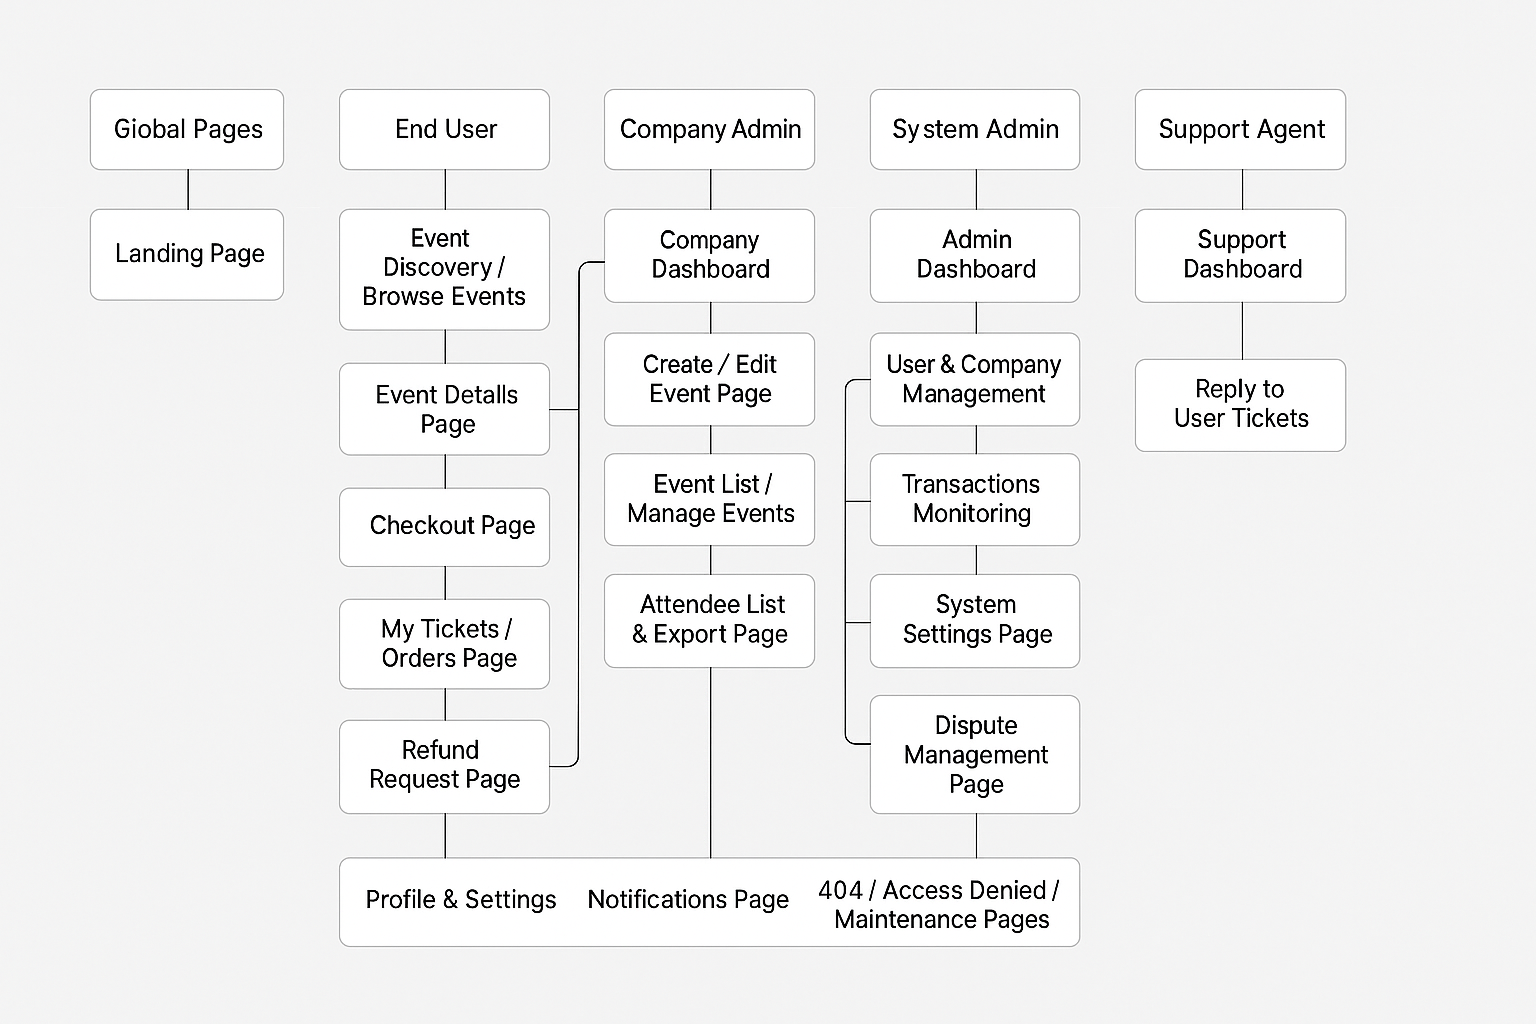 Giobal Pages
Landing Page
End User
Event
Discovery /
Browse Events
Event Detalls
Page
Checkout Page
My Tickets /
Orders Page
Refund
Request Page
Company Admin
Company
Dashboard
Create / Edit
Event Page
Event List /
Manage Events
Attendee List
& Export Page
System Admin
Admin
Dashboard
User & Company
Management
Transactions
Monitoring
System
Settings Page
Dispute
Management
Page
Support Agent
Support
Dashboard
Reply to
User Tickets
Profile & Settings
Notifications Page
404 / Access Denied /
Maintenance Pages